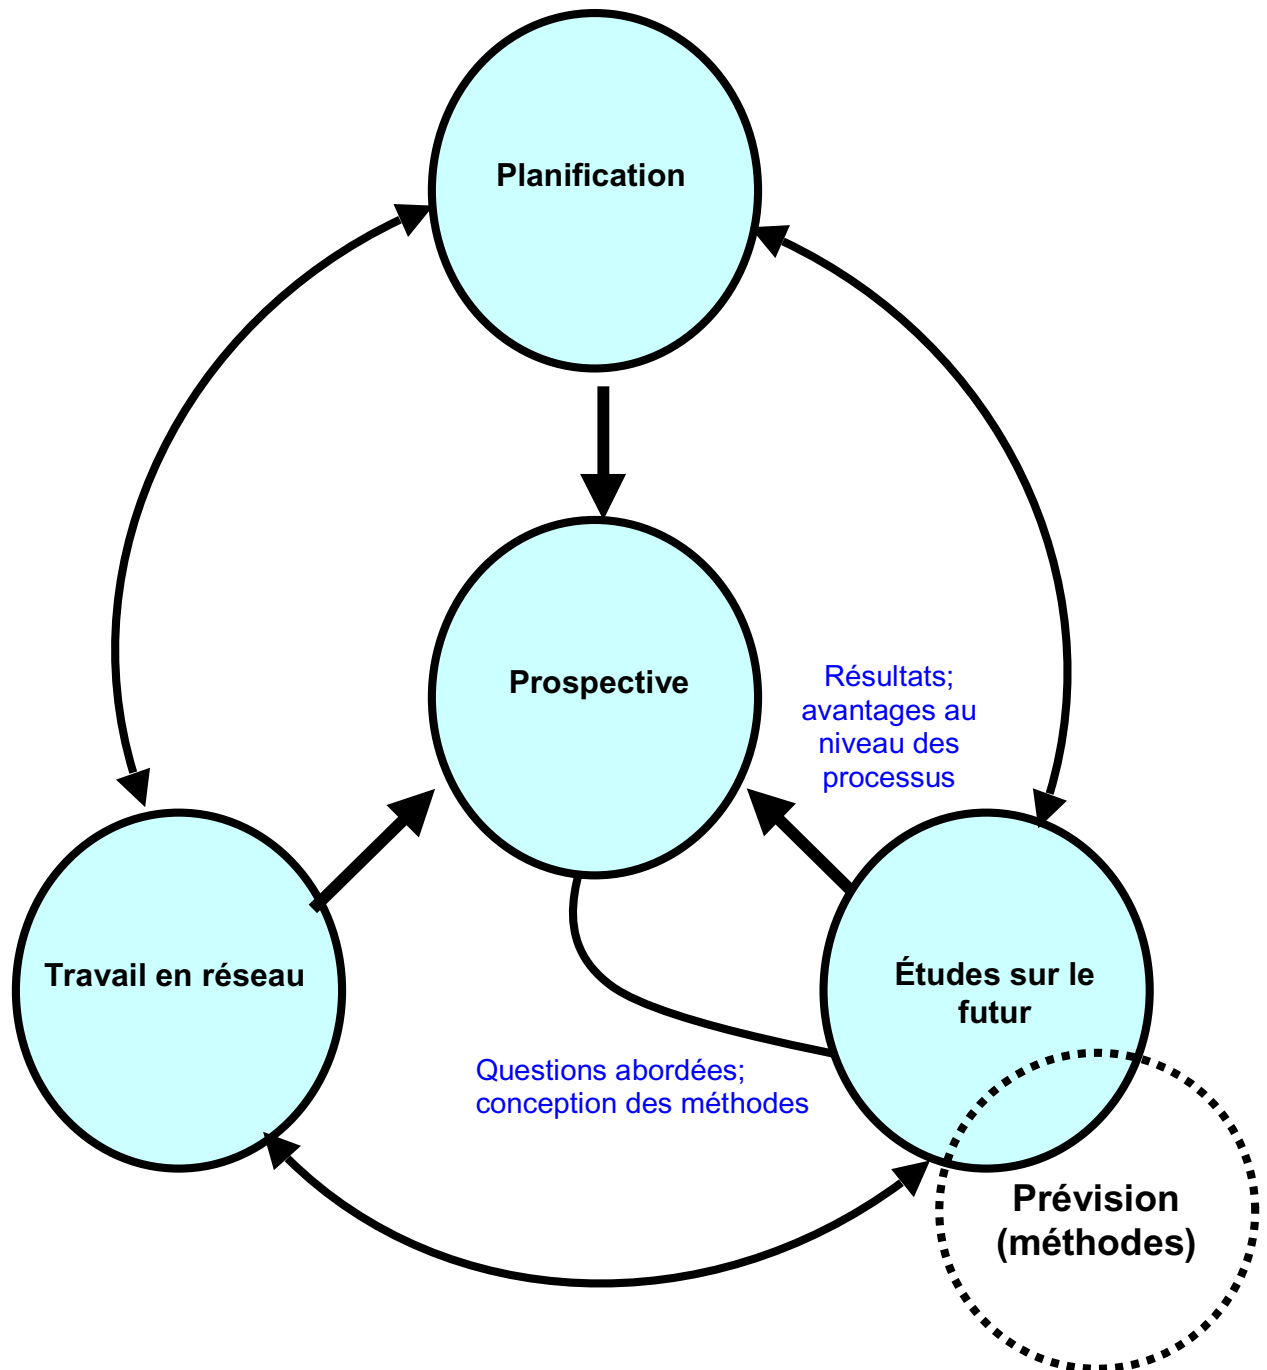 Planification
Prospective
Résultats;
avantages au
niveau des
processus
Travail en réseau
Études sur le
futur
Questions abordées;
conception des méthodes
Prévision
(méthodes)